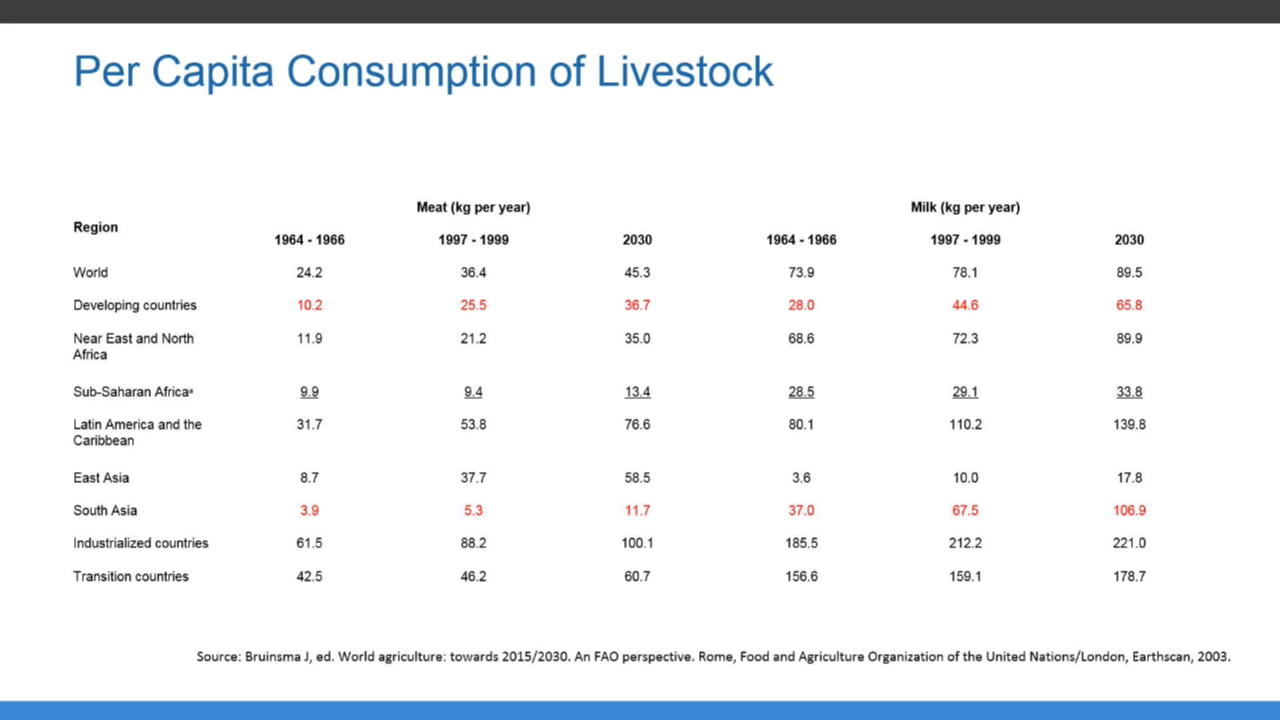 Per Capita Consumption of Livestock
Meat (kg per year) Milk (kg per year)
Region
1964 - 1966 1997 - 1999 2030 1964 - 1966 1997 - 1999 2030
World 24.2 36.4 45.3 73.9 78.1 89.5
Developing countries 10.2 25.5 36.7 28.0 44.6 65.8
Near East and North 11.9 21.2 35.0 68.6 72.3 89.9
Africa
Sub-Saharan Africaᵃ 9.9 9.4 13.4 28.5 29.1 33.8
Latin America and the 31.7 53.8 76.6 80.1 110.2 139.8
Caribbean
East Asia 8.7 37.7 58.5 3.6 10.0 17.8
South Asia 3.9 5.3 11.7 37.0 67.5 106.9
Industrialized countries 61.5 88.2 100.1 185.5 212.2 221.0
Transition countries 42.5 46.2 60.7 156.6 159.1 178.7
Source: Bruinsma J, ed. World agriculture: towards 2015/2030. An FAO perspective. Rome, Food and Agriculture Organization of the United Nations/London, Earthscan, 2003.